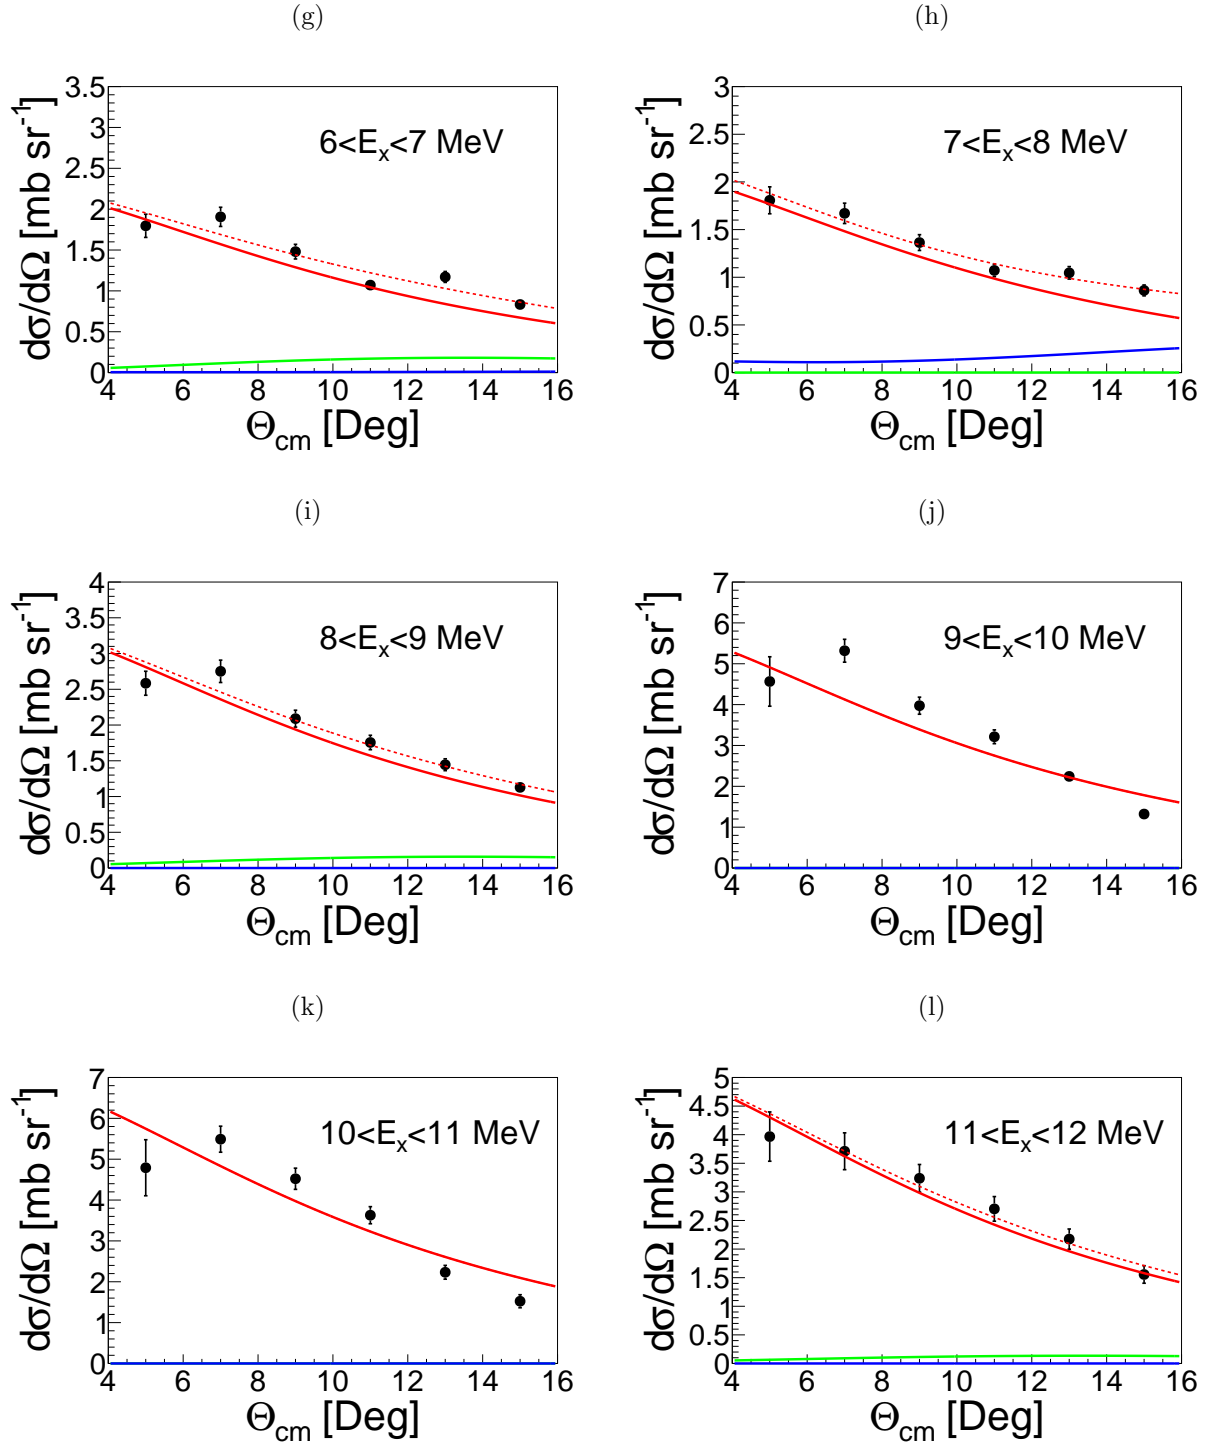 (g)
(h)
dσ/dΩ [mb sr⁻¹]
3.5
3
2.5
2
1.5
1
0.5
0
6<Eₓ<7 MeV
4 6 8 10 12 14 16
Θcm [Deg]
dσ/dΩ [mb sr⁻¹]
3
2.5
2
1.5
1
0.5
0
7<Eₓ<8 MeV
4 6 8 10 12 14 16
Θcm [Deg]
(i)
(j)
dσ/dΩ [mb sr⁻¹]
4
3.5
3
2.5
2
1.5
1
0.5
0
8<Eₓ<9 MeV
4 6 8 10 12 14 16
Θcm [Deg]
dσ/dΩ [mb sr⁻¹]
7
6
5
4
3
2
1
0
9<Eₓ<10 MeV
4 6 8 10 12 14 16
Θcm [Deg]
(k)
(l)
dσ/dΩ [mb sr⁻¹]
7
6
5
4
3
2
1
0
10<Eₓ<11 MeV
4 6 8 10 12 14 16
Θcm [Deg]
dσ/dΩ [mb sr⁻¹]
5
4.5
4
3.5
3
2.5
2
1.5
1
0.5
0
11<Eₓ<12 MeV
4 6 8 10 12 14 16
Θcm [Deg]